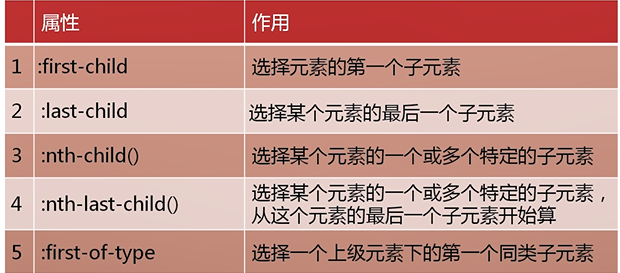 属性 作用
1 :first-child 选择元素的第一个子元素
2 :last-child 选择某个元素的最后一个子元素
3 :nth-child() 选择某个元素的一个或多个特定的子元素
4 :nth-last-child() 选择某个元素的一个或多个特定的子元素，
从这个元素的最后一个子元素开始算
5 :first-of-type 选择一个上级元素下的第一个同类子元素